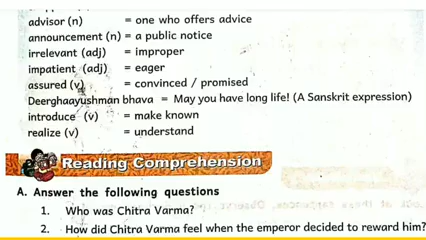 advisor (n) = one who offers advice
announcement (n) = a public notice
irrelevant (adj) = improper
impatient (adj) = eager
assured (v) = convinced / promised
Deerghaayushman bhava = May you have long life! (A Sanskrit expression)
introduce (v) = make known
realize (v) = understand
Reading Comprehension
A. Answer the following questions
1. Who was Chitra Varma?
2. How did Chitra Varma feel when the emperor decided to reward him?